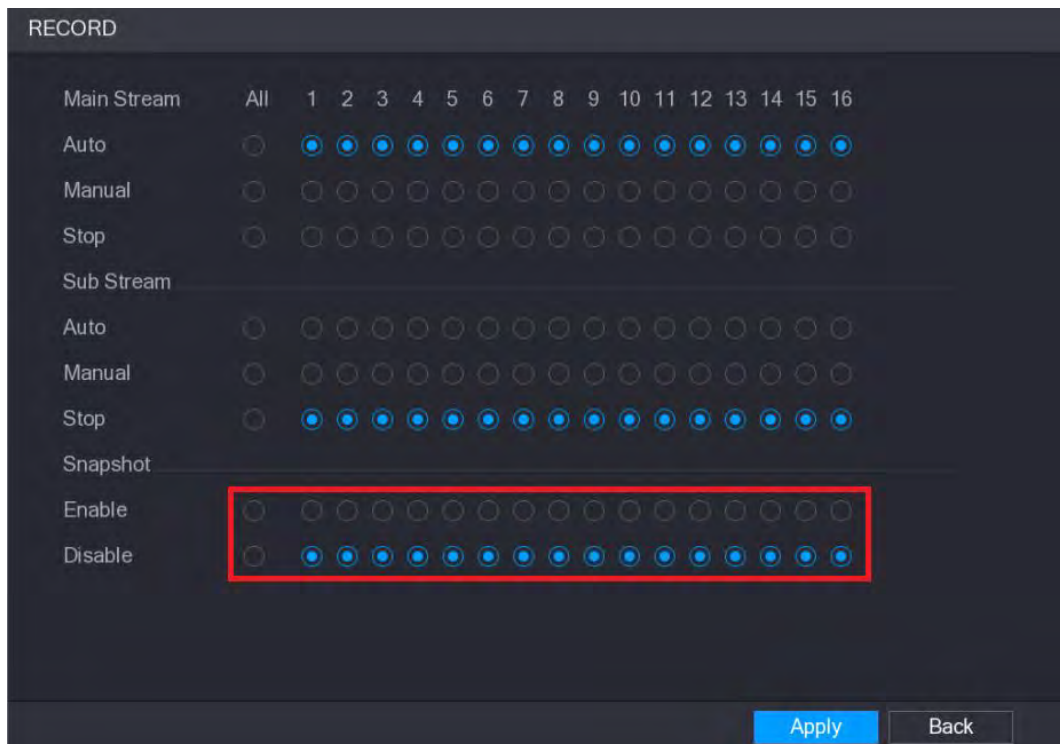 RECORD
Main Stream All 1 2 3 4 5 6 7 8 9 10 11 12 13 14 15 16
Auto
Manual
Stop
Sub Stream
Auto
Manual
Stop
Snapshot
Enable
Disable
Apply Back